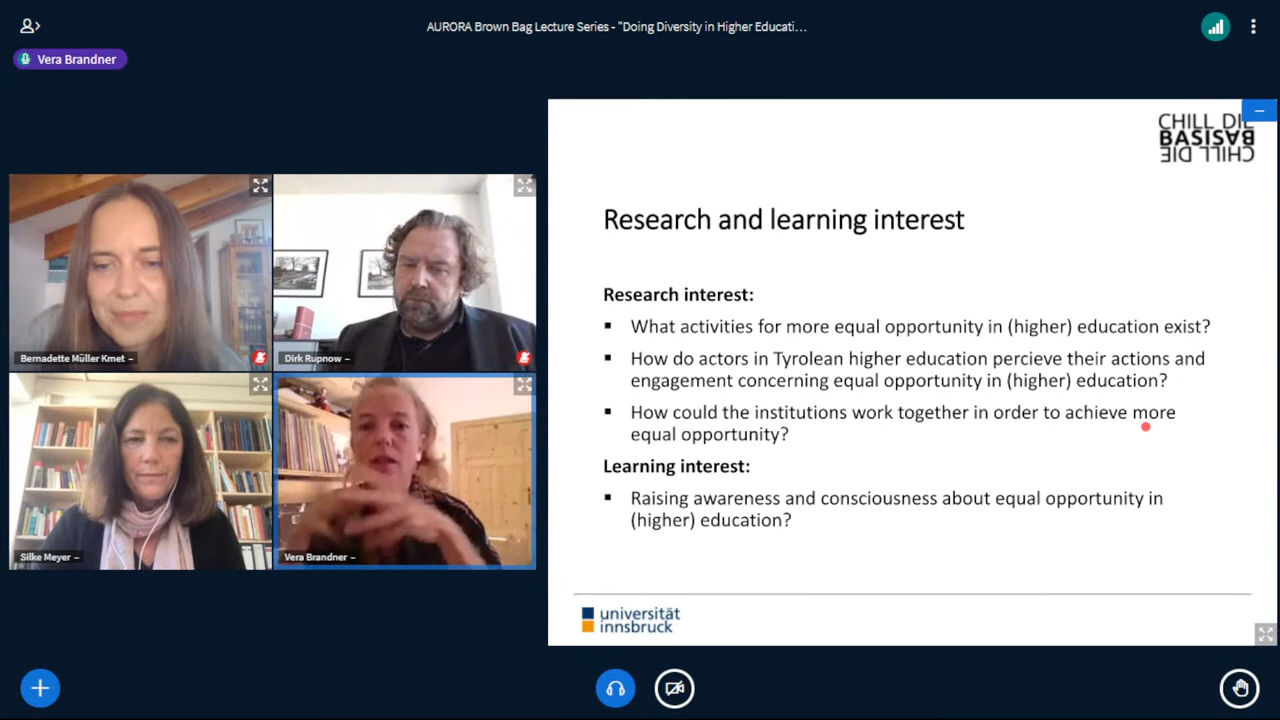 AURORA Brown Bag Lecture Series - "Doing Diversity in Higher Educati...
Vera Brandner
Bernadette Müller Kmet –
Dirk Rupnow –
Silke Meyer –
Vera Brandner –
CHILL DIE
BASIS
CHILL DIE
Research and learning interest
Research interest:
▪ What activities for more equal opportunity in (higher) education exist?
▪ How do actors in Tyrolean higher education percieve their actions and
engagement concerning equal opportunity in (higher) education?
▪ How could the institutions work together in order to achieve more
equal opportunity?
Learning interest:
▪ Raising awareness and consciousness about equal opportunity in
(higher) education?
universität
innsbruck